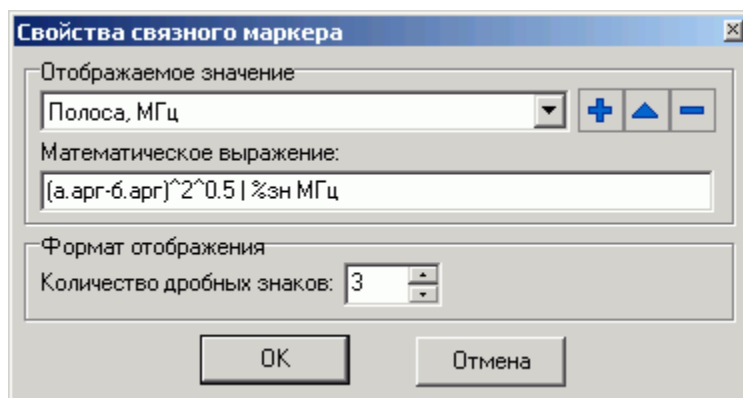 Свойства связного маркера
Отображаемое значение
Полоса, МГц
Математическое выражение:
(а.арг-б.арг)^2^0.5 | %зн МГц
Формат отображения
Количество дробных знаков: 3
OK Отмена